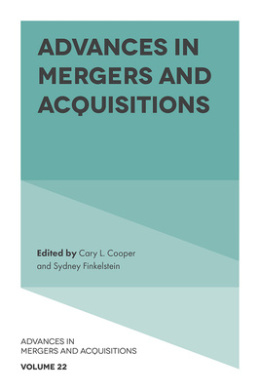 ADVANCES IN
MERGERS AND
ACQUISITIONS
Edited by Cary L. Cooper
and Sydney Finkelstein
ADVANCES IN
MERGERS AND ACQUISITIONS
VOLUME 22